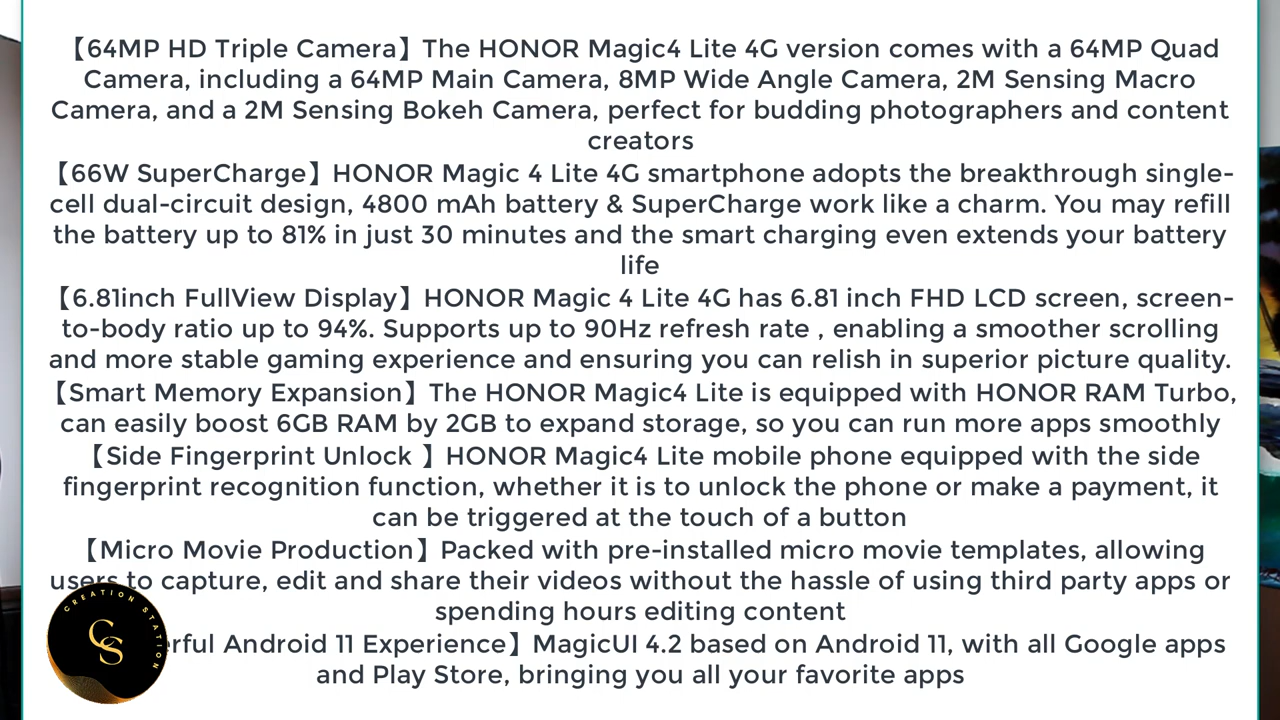 【64MP HD Triple Camera】The HONOR Magic4 Lite 4G version comes with a 64MP Quad
Camera, including a 64MP Main Camera, 8MP Wide Angle Camera, 2M Sensing Macro
Camera, and a 2M Sensing Bokeh Camera, perfect for budding photographers and content
creators
【66W SuperCharge】HONOR Magic 4 Lite 4G smartphone adopts the breakthrough single-
cell dual-circuit design, 4800 mAh battery & SuperCharge work like a charm. You may refill
the battery up to 81% in just 30 minutes and the smart charging even extends your battery
life
【6.81inch FullView Display】HONOR Magic 4 Lite 4G has 6.81 inch FHD LCD screen, screen-
to-body ratio up to 94%. Supports up to 90Hz refresh rate , enabling a smoother scrolling
and more stable gaming experience and ensuring you can relish in superior picture quality.
【Smart Memory Expansion】The HONOR Magic4 Lite is equipped with HONOR RAM Turbo,
can easily boost 6GB RAM by 2GB to expand storage, so you can run more apps smoothly
【Side Fingerprint Unlock 】HONOR Magic4 Lite mobile phone equipped with the side
fingerprint recognition function, whether it is to unlock the phone or make a payment, it
can be triggered at the touch of a button
【Micro Movie Production】Packed with pre-installed micro movie templates, allowing
users to capture, edit and share their videos without the hassle of using third party apps or
spending hours editing content
erful Android 11 Experience】MagicUI 4.2 based on Android 11, with all Google apps
and Play Store, bringing you all your favorite apps
CREATION STATION
CS